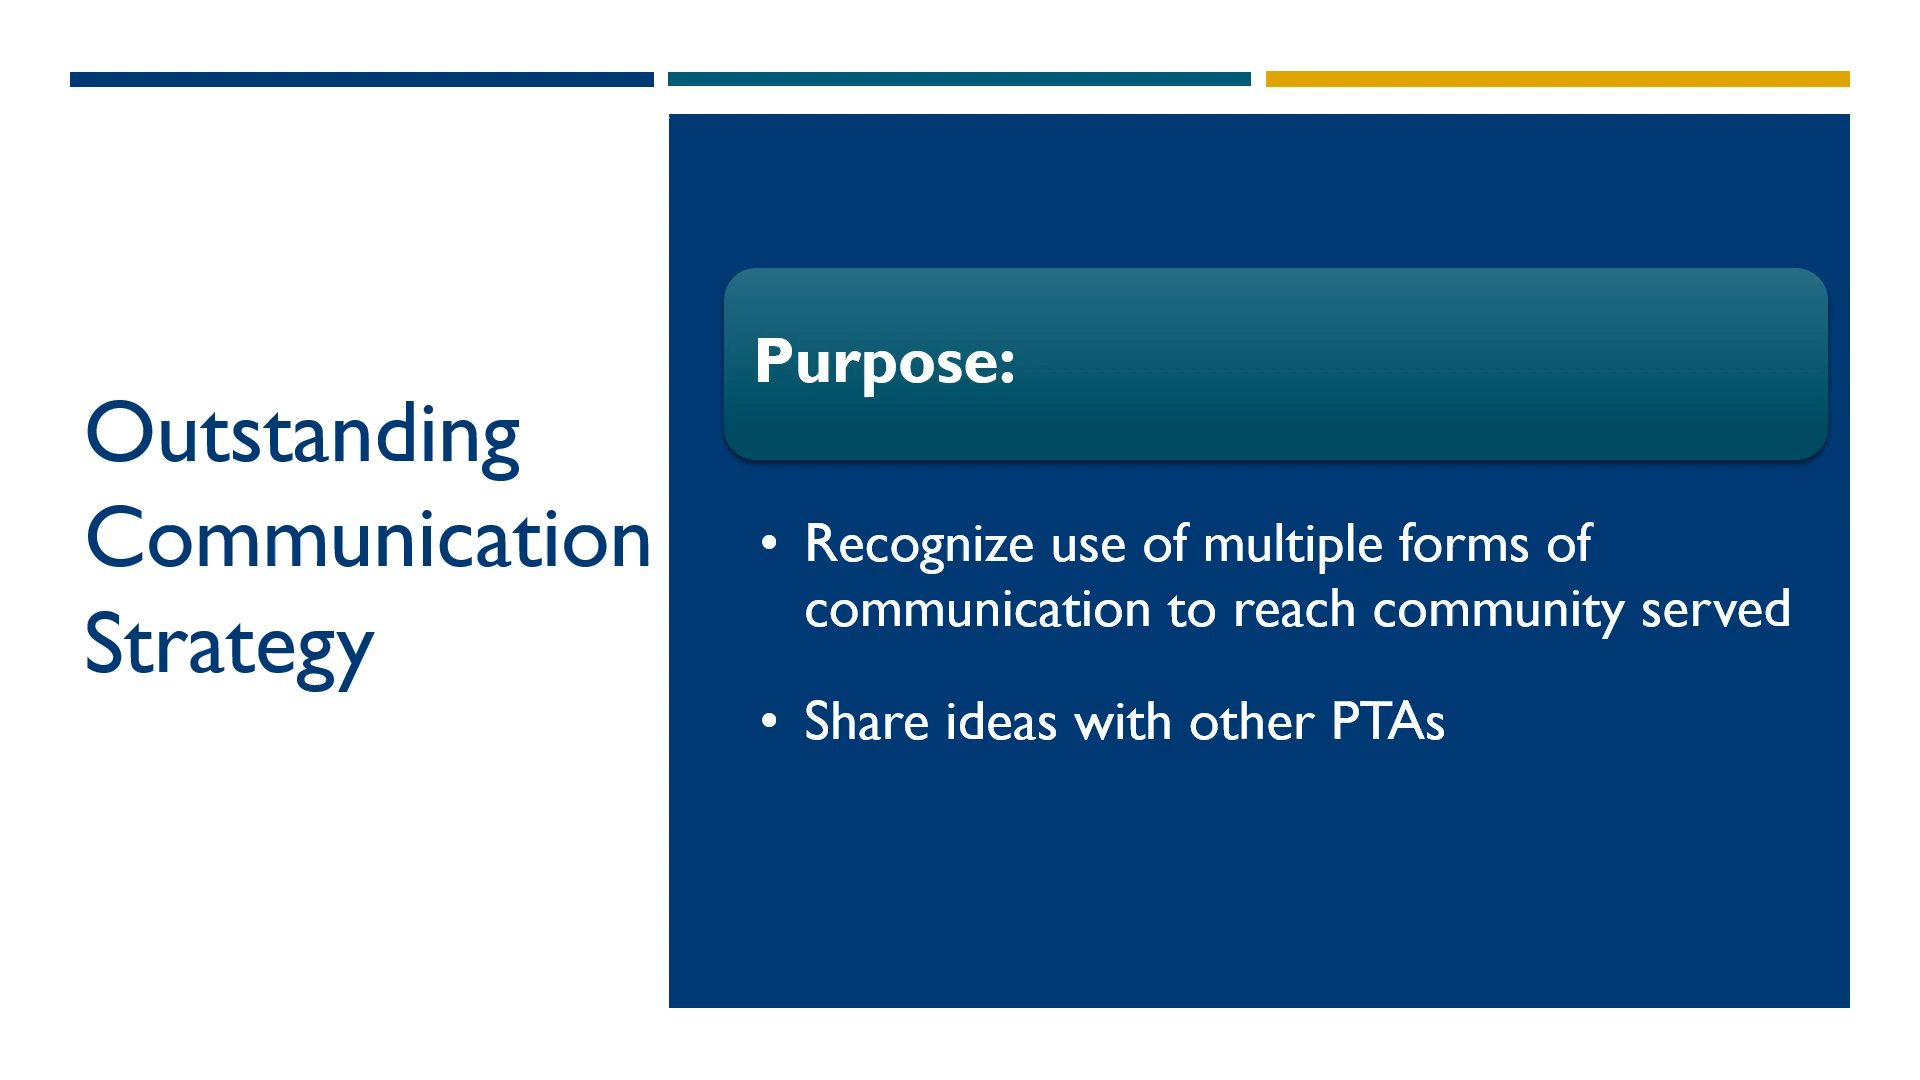 Outstanding
Communication
Strategy
Purpose:
• Recognize use of multiple forms of
communication to reach community served
• Share ideas with other PTAs